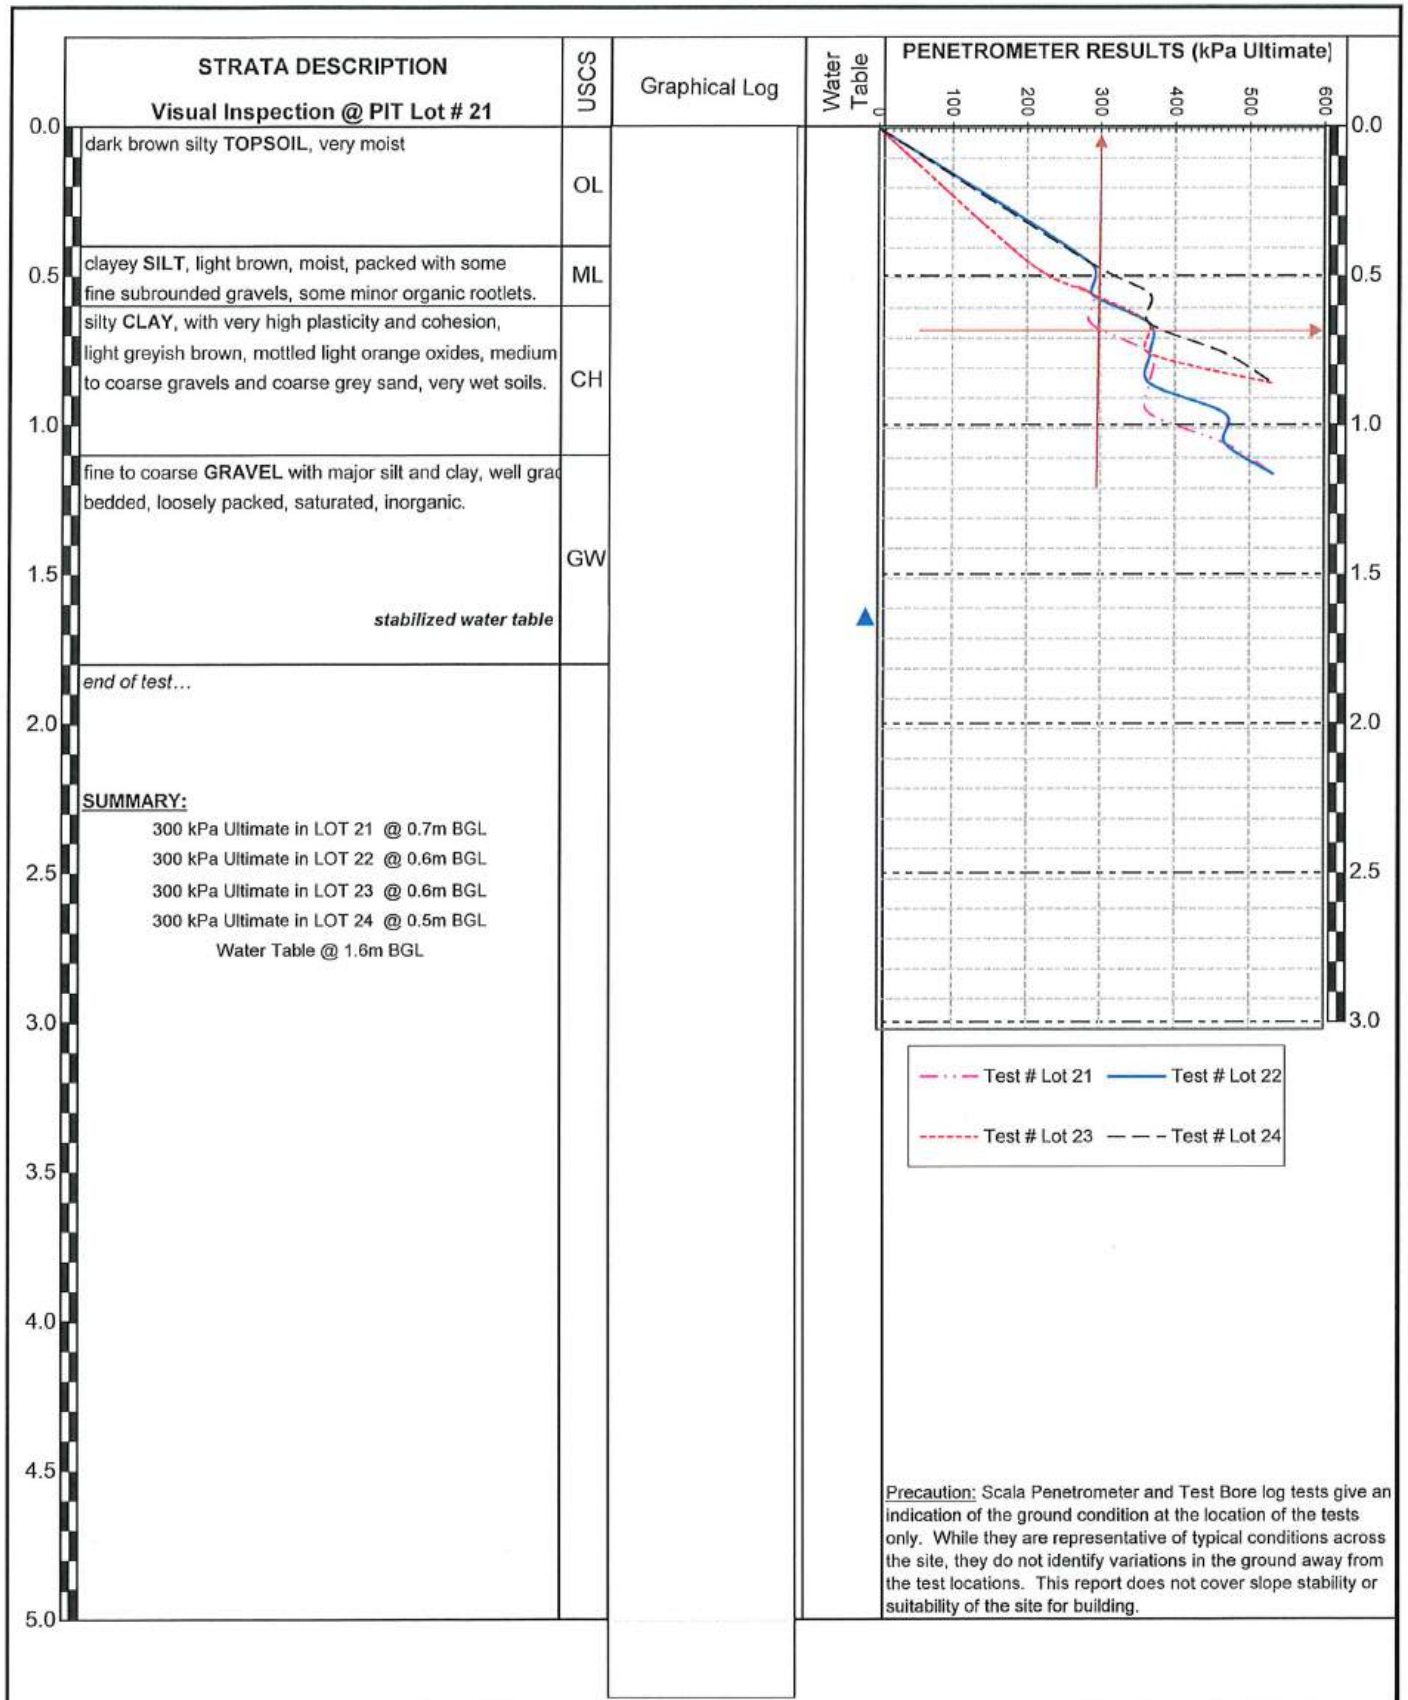 STRATA DESCRIPTION
Visual Inspection @ PIT Lot # 21
USCS
Graphical Log
Water
Table
PENETROMETER RESULTS (kPa Ultimate)
0
100
200
300
400
500
600
0.0
dark brown silty TOPSOIL, very moist
OL
0.0
0.5
clayey SILT, light brown, moist, packed with some
fine subrounded gravels, some minor organic rootlets.
ML
0.5
silty CLAY, with very high plasticity and cohesion,
light greyish brown, mottled light orange oxides, medium
to coarse gravels and coarse grey sand, very wet soils.
CH
1.0
1.0
fine to coarse GRAVEL with major silt and clay, well grad
bedded, loosely packed, saturated, inorganic.
GW
1.5
1.5
stabilized water table
end of test...
2.0
2.0
SUMMARY:
300 kPa Ultimate in LOT 21 @ 0.7m BGL
300 kPa Ultimate in LOT 22 @ 0.6m BGL
2.5
2.5
300 kPa Ultimate in LOT 23 @ 0.6m BGL
300 kPa Ultimate in LOT 24 @ 0.5m BGL
Water Table @ 1.6m BGL
3.0
3.0
Test # Lot 21
Test # Lot 22
Test # Lot 23
Test # Lot 24
3.5
4.0
4.5
5.0
Precaution: Scala Penetrometer and Test Bore log tests give an
indication of the ground condition at the location of the tests
only. While they are representative of typical conditions across
the site, they do not identify variations in the ground away from
the test locations. This report does not cover slope stability or
suitability of the site for building.